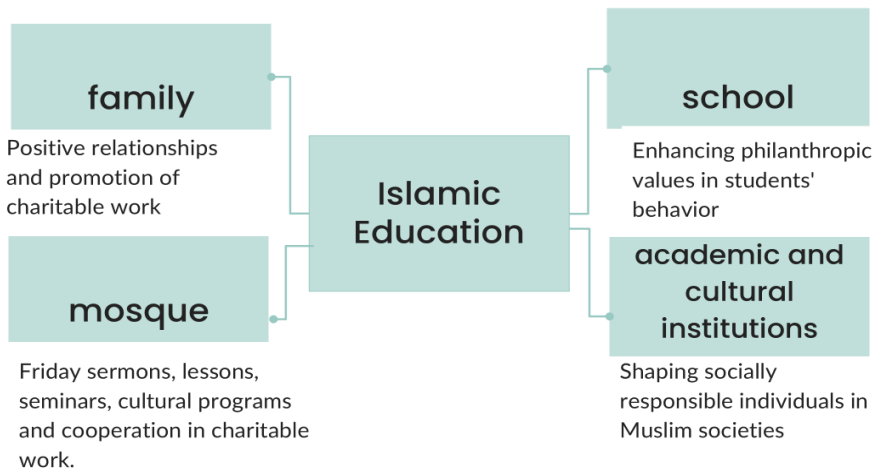 family
Positive relationships
and promotion of
charitable work
school
Enhancing philanthropic
values in students'
behavior
Islamic
Education
mosque
Friday sermons, lessons,
seminars, cultural programs
and cooperation in charitable
work.
academic and
cultural
institutions
Shaping socially
responsible individuals in
Muslim societies